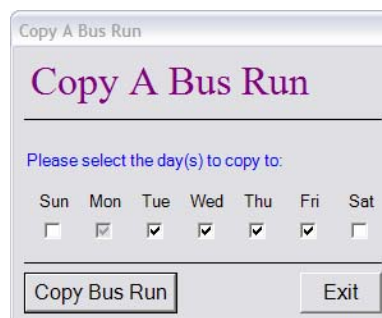 Copy A Bus Run
Copy A Bus Run
Please select the day(s) to copy to:
Sun Mon Tue Wed Thu Fri Sat
Copy Bus Run Exit